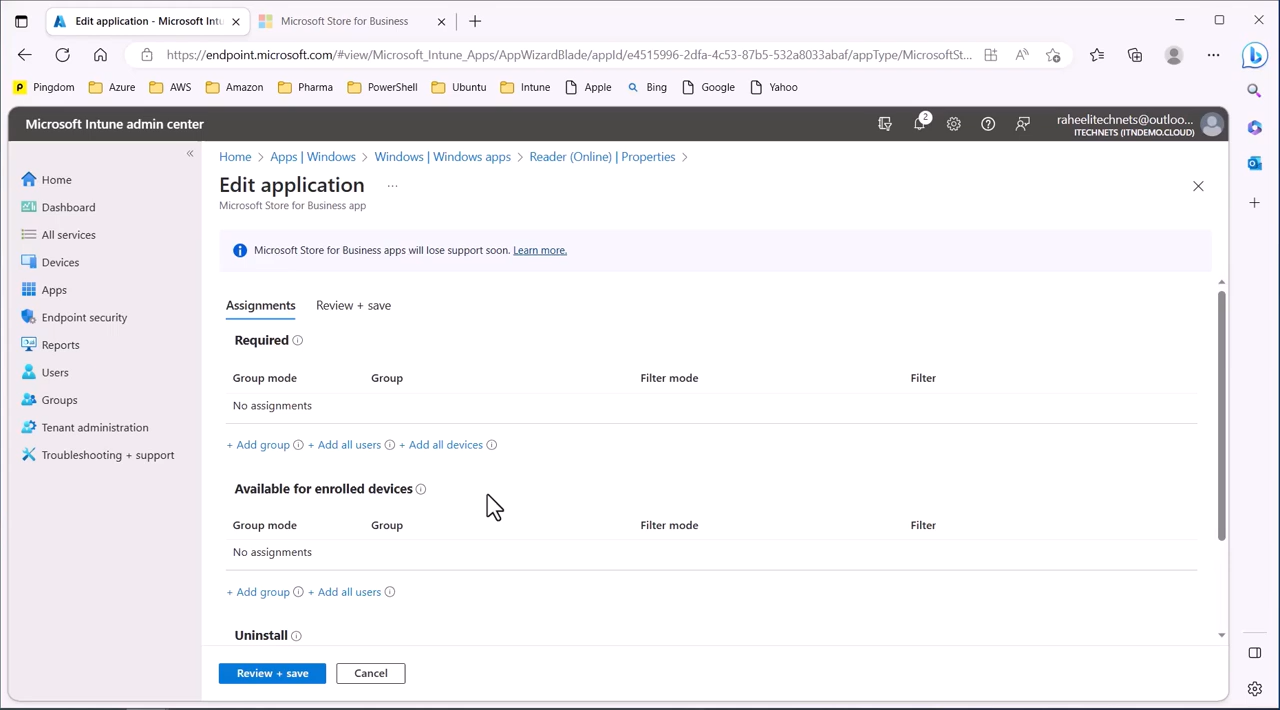 Edit application - Microsoft Intu
Microsoft Store for Business
https://endpoint.microsoft.com/#view/Microsoft_Intune_Apps/AppWizardBlade/appId/e4515996-2dfa-4c53-87b5-532a8033abaf/appType/MicrosoftSt...
Pingdom Azure AWS Amazon Pharma PowerShell Ubuntu Intune Apple Bing Google Yahoo
Microsoft Intune admin center
2
raheelitechnets@outloo...
ITECHNETS (ITNDEMO.CLOUD)
Home
Dashboard
All services
Devices
Apps
Endpoint security
Reports
Users
Groups
Tenant administration
Troubleshooting + support
Home > Apps | Windows > Windows | Windows apps > Reader (Online) | Properties >
Edit application ...
Microsoft Store for Business app
Microsoft Store for Business apps will lose support soon. Learn more.
Assignments Review + save
Required
Group mode Group Filter mode Filter
No assignments
+ Add group + Add all users + Add all devices
Available for enrolled devices
Group mode Group Filter mode Filter
No assignments
+ Add group + Add all users
Uninstall
Review + save Cancel